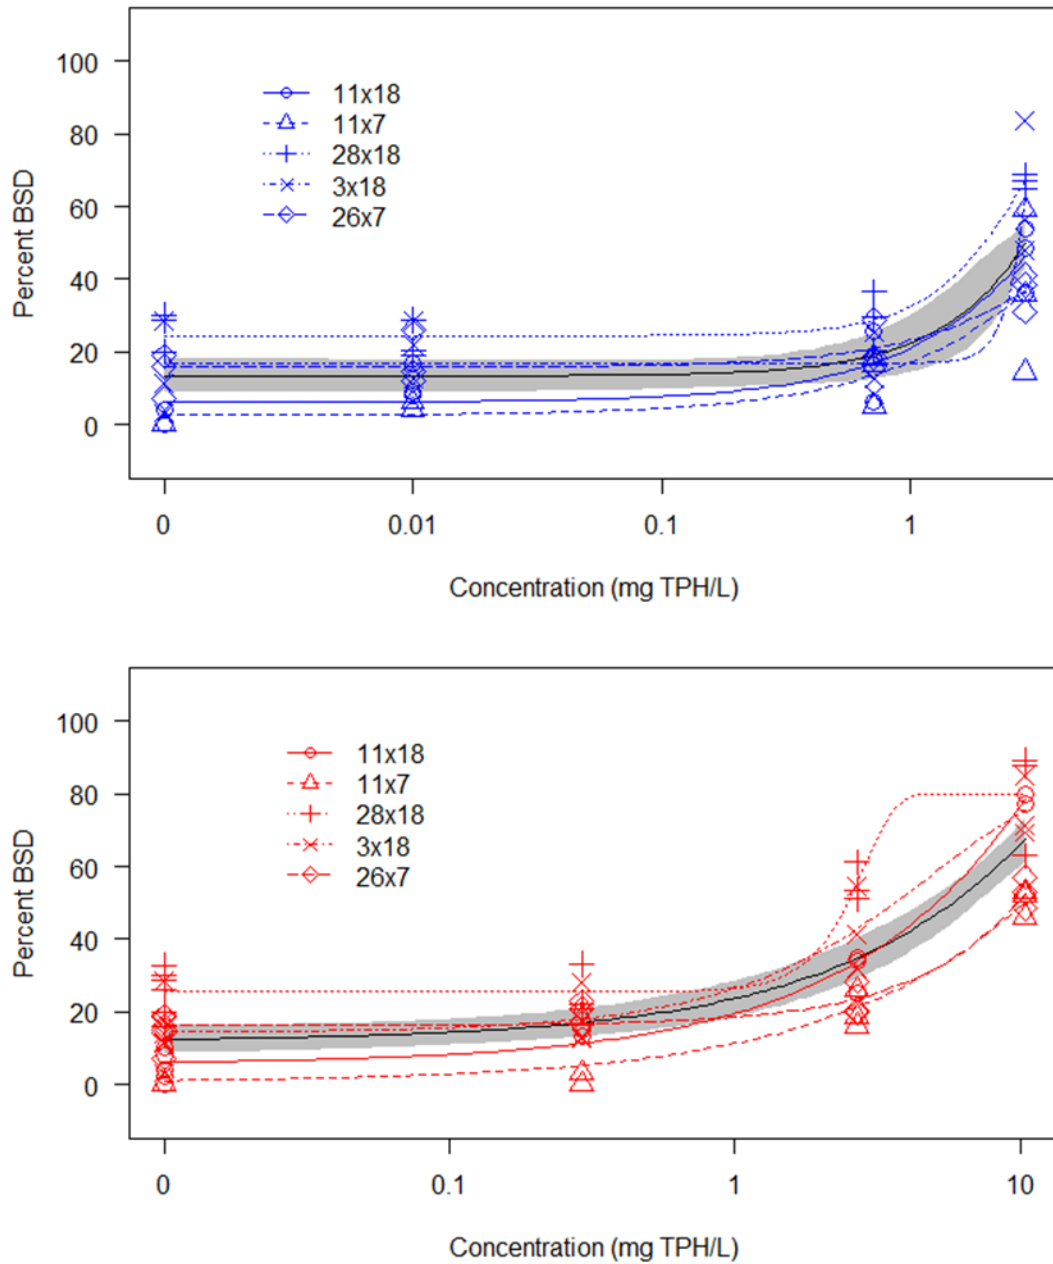 100
80
60
40
20
0
Percent BSD
11x18
11x7
28x18
3x18
26x7
0 0.01 0.1 1
Concentration (mg TPH/L)
100
80
60
40
20
0
Percent BSD
11x18
11x7
28x18
3x18
26x7
0 0.1 1 10
Concentration (mg TPH/L)